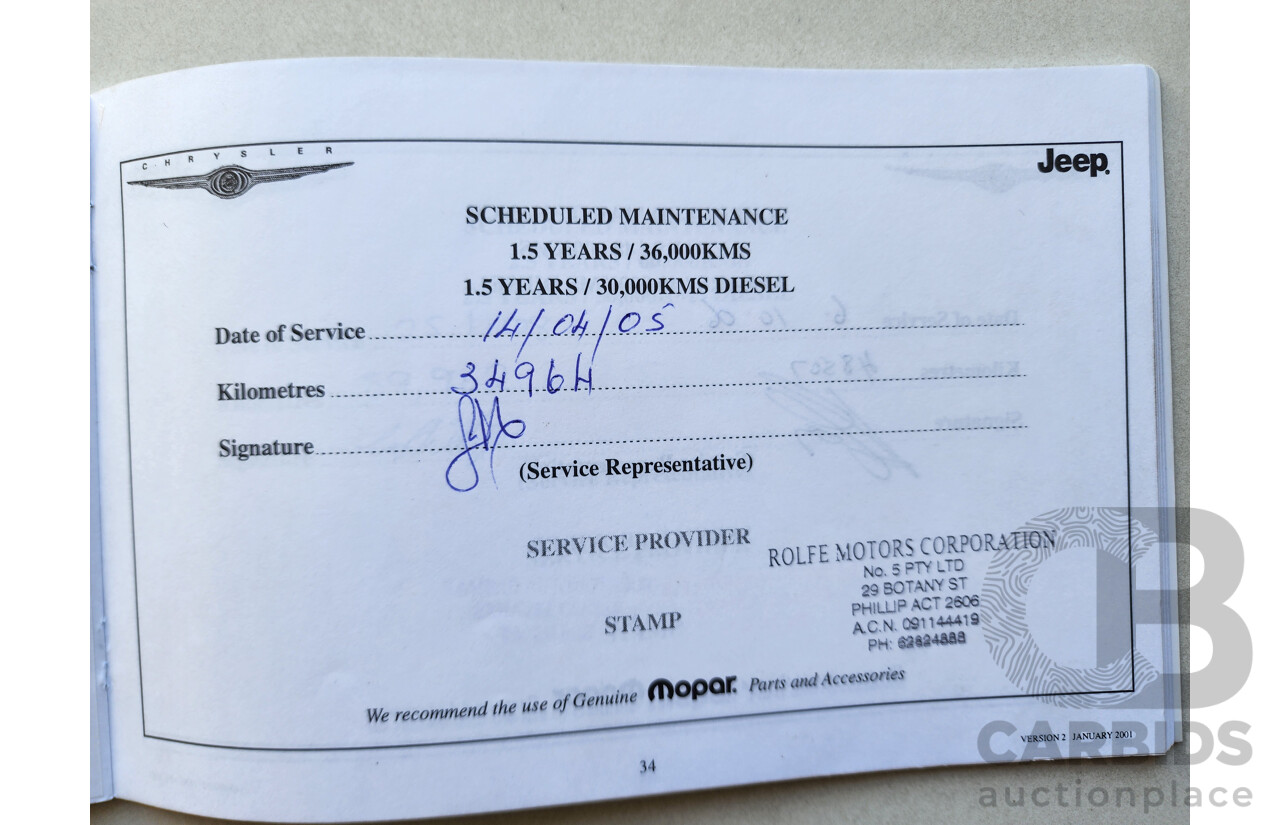 CHRYSLER
Jeep.
SCHEDULED MAINTENANCE
1.5 YEARS / 36,000KMS
1.5 YEARS / 30,000KMS DIESEL
Date of Service 14/04/05
Kilometres 34964
Signature
(Service Representative)
SERVICE PROVIDER
STAMP
ROLFE MOTORS CORPORATION
No. 5 PTY LTD
29 BOTANY ST
PHILLIP ACT 2606
A.C.N. 091144419
PH: 62824888
We recommend the use of Genuine Mopar. Parts and Accessories
VERSION 2 JANUARY 2001
34
CB
CARBIDS
auctionplace